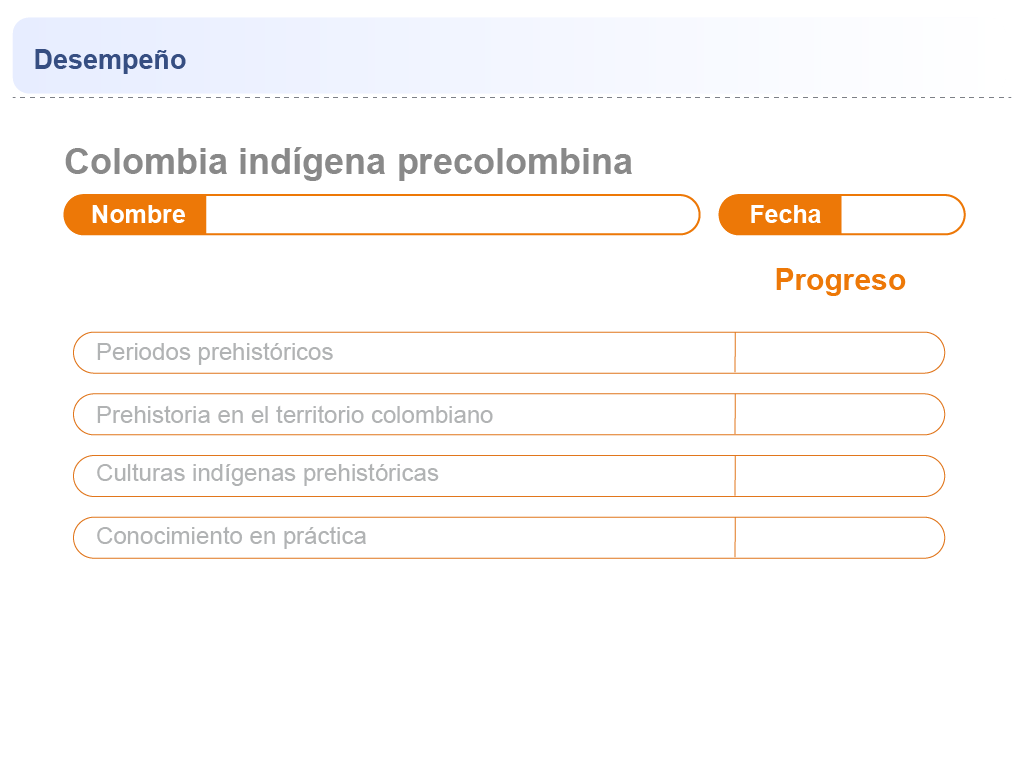 Desempeño
Colombia indígena precolombina
Nombre
Fecha
Progreso
Periodos prehistóricos
Prehistoria en el territorio colombiano
Culturas indígenas prehistóricas
Conocimiento en práctica